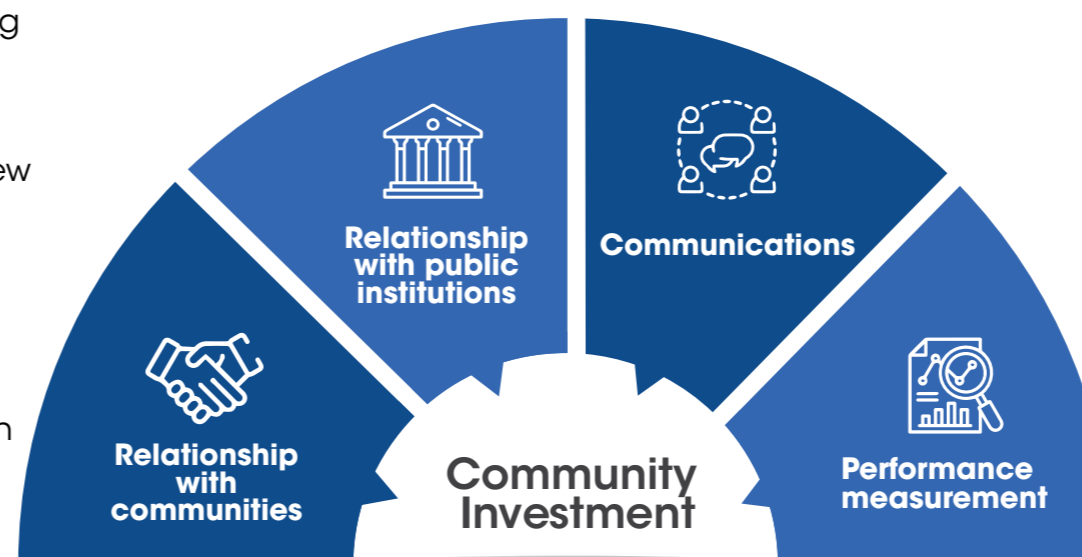 g
ew
n
Relationship
with public
institutions
Communications
Relationship
with
communities
Community
Investment
Performance
measurement